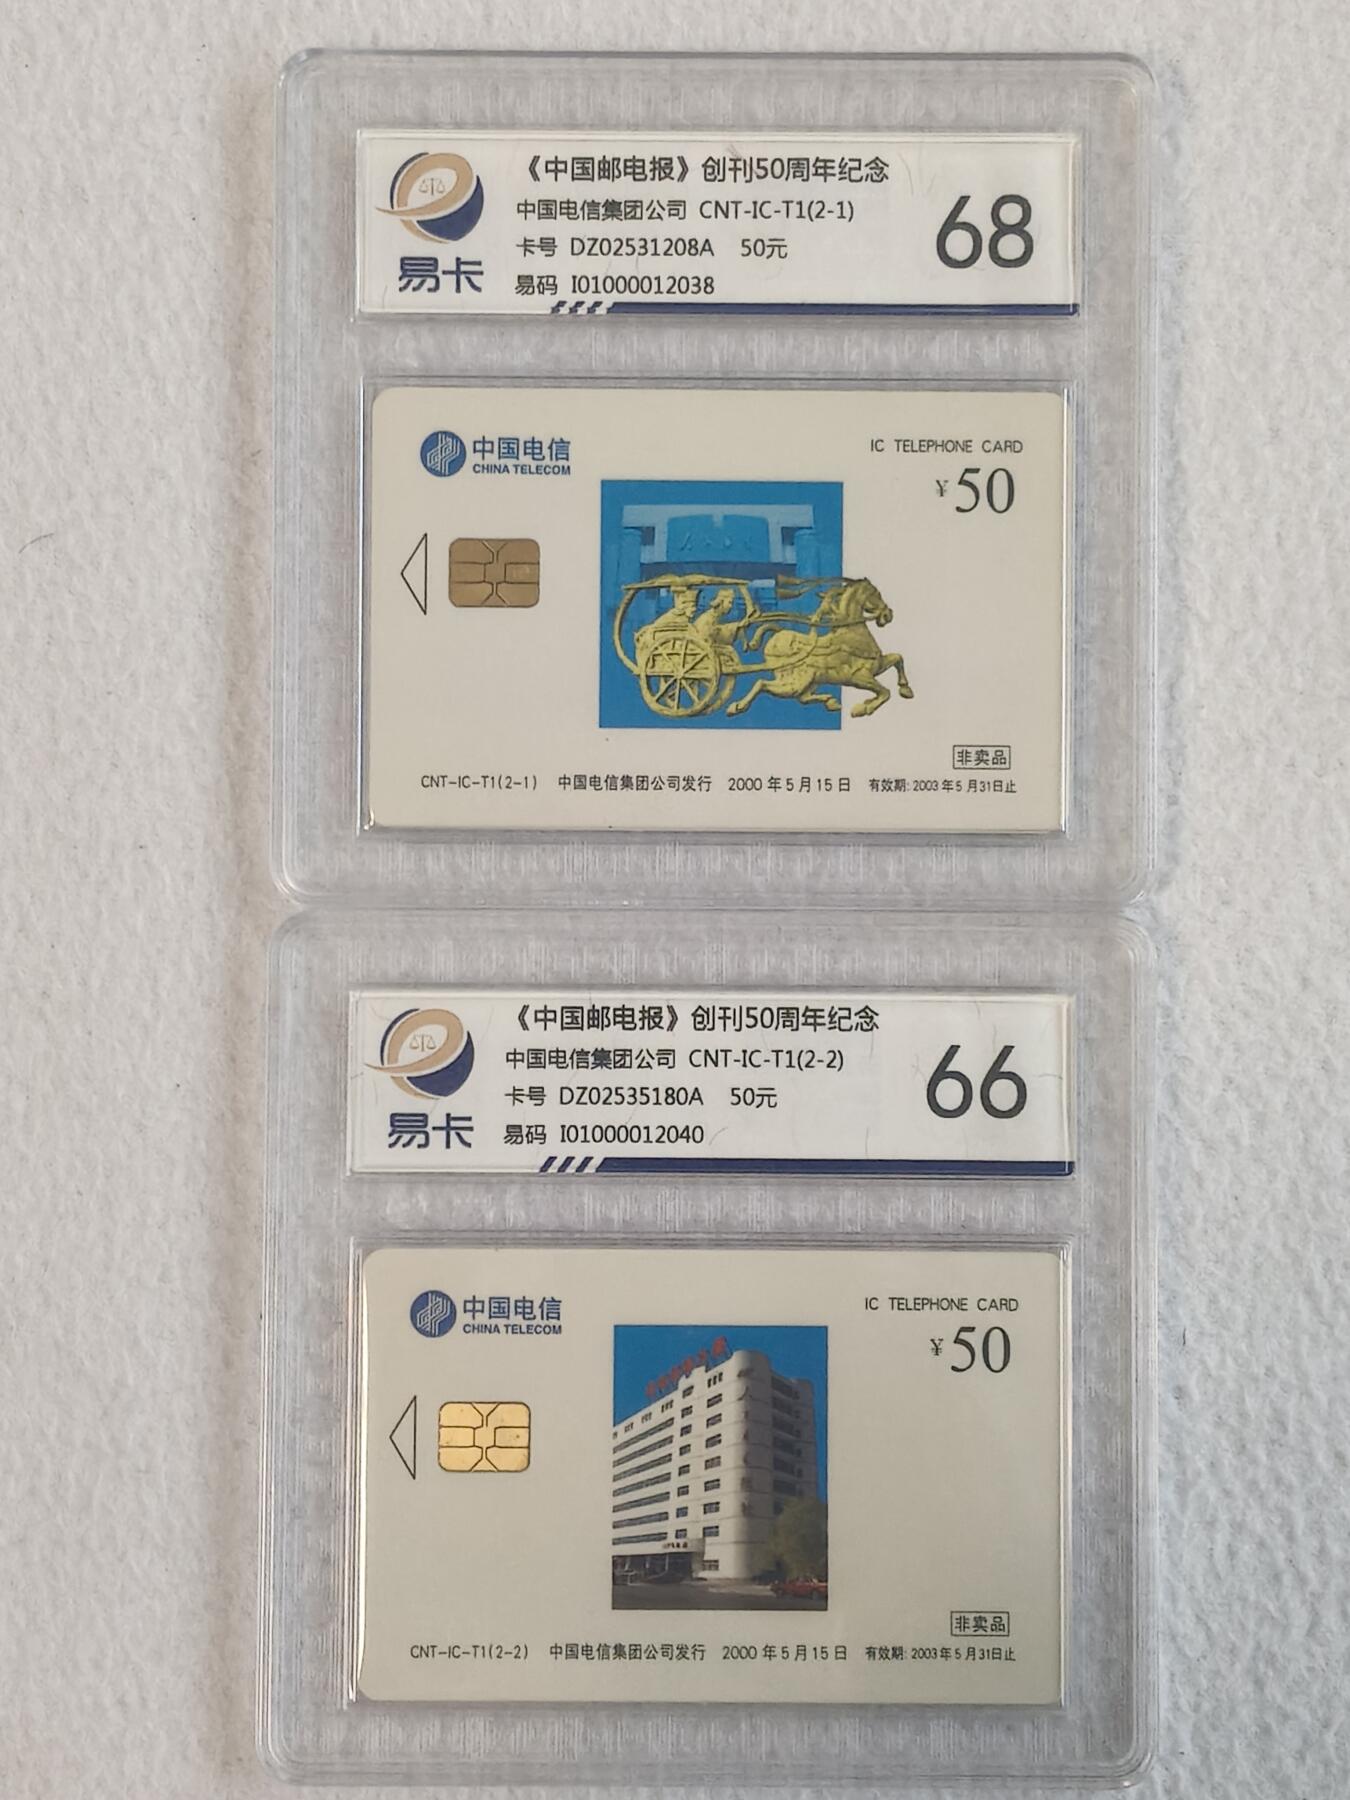 《中国邮电报》创刊50周年纪念
中国电信集团公司 CNT-IC-T1(2-1)
卡号 DZ02531208A 50元
易码 I01000012038
易卡
68
中国电信
CHINA TELECOM
IC TELEPHONE CARD
¥50
非卖品
CNT-IC-T1(2-1) 中国电信集团公司发行 2000年5月15日 有效期:2003年5月31日止
《中国邮电报》创刊50周年纪念
中国电信集团公司 CNT-IC-T1(2-2)
卡号 DZ02535180A 50元
易码 I01000012040
易卡
66
中国电信
CHINA TELECOM
IC TELEPHONE CARD
¥50
非卖品
CNT-IC-T1(2-2) 中国电信集团公司发行 2000年5月15日 有效期:2003年5月31日止